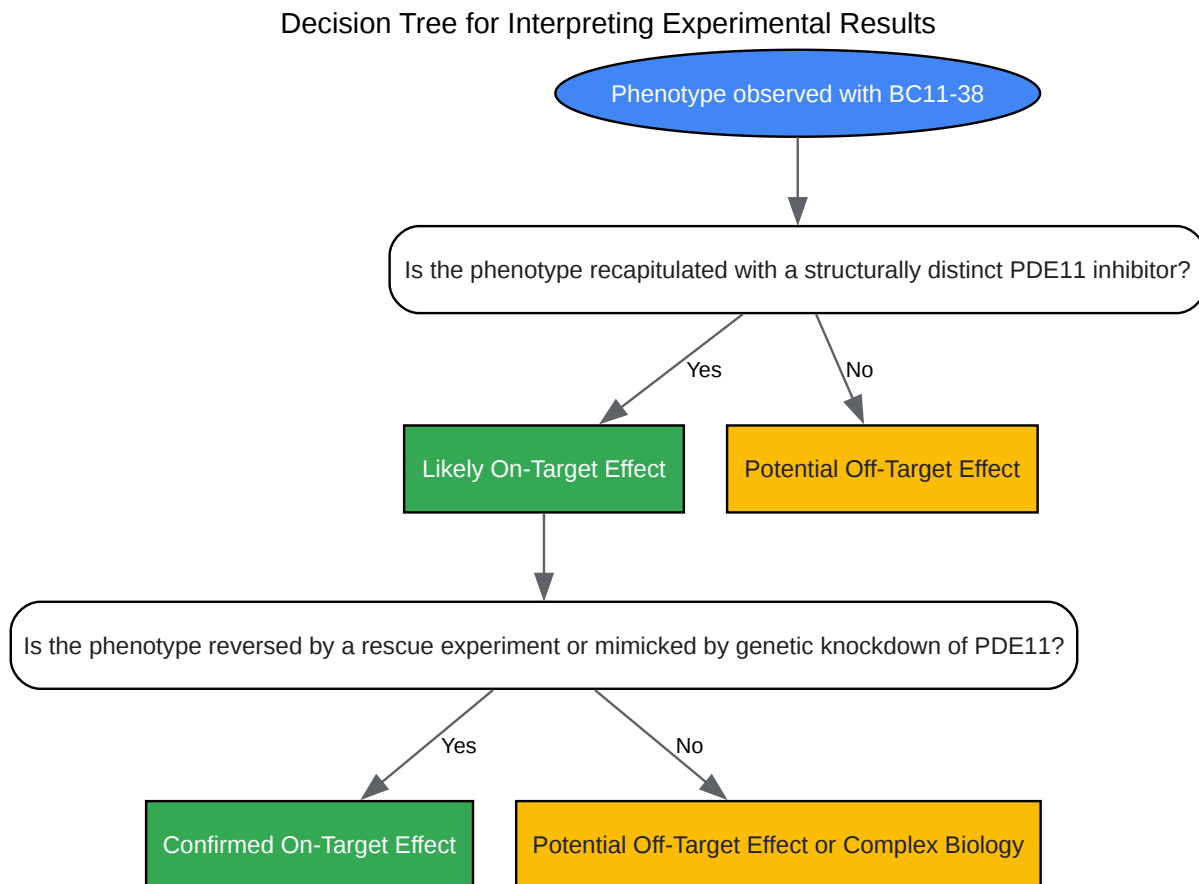 Decision Tree for Interpreting Experimental Results
Phenotype observed with BC11-38
Is the phenotype recapitulated with a structurally distinct PDE11 inhibitor?
Yes
No
Likely On-Target Effect
Potential Off-Target Effect
Is the phenotype reversed by a rescue experiment or mimicked by genetic knockdown of PDE11?
Yes
No
Confirmed On-Target Effect
Potential Off-Target Effect or Complex Biology